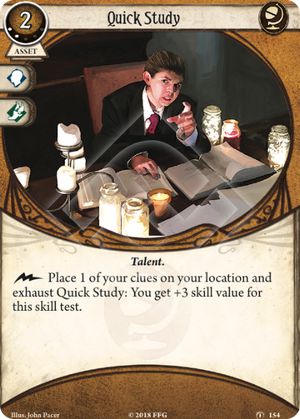 2
Quick Study
ASSET
Talent.
Place 1 of your clues on your location and
exhaust Quick Study: You get +3 skill value for
this skill test.
Illus. John Pacer
© 2018 FFG
154